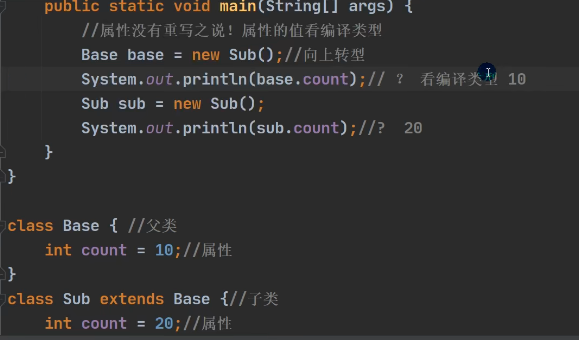 public static void main(String[] args) {
//属性没有重写之说！属性的值看编译类型
Base base = new Sub();//向上转型
System.out.println(base.count);// ？ 看编译类型 10
Sub sub = new Sub();
System.out.println(sub.count);//? 20
}
}
class Base { //父类
int count = 10;//属性
}
class Sub extends Base {//子类
int count = 20;//属性